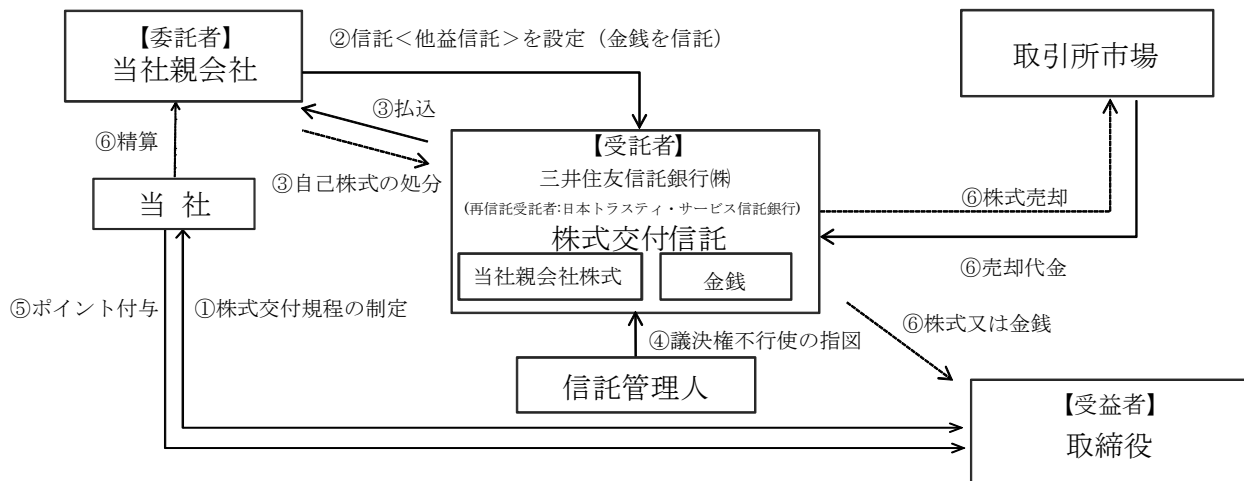 【委託者】
当社親会社
②信託＜他益信託＞を設定（金銭を信託）
取引所市場
③払込
⑥精算
③自己株式の処分
【受託者】
三井住友信託銀行㈱
(再信託受託者:日本トラスティ・サービス信託銀行)
株式交付信託
当社親会社株式
金銭
当 社
⑥株式売却
⑥売却代金
⑤ポイント付与
①株式交付規程の制定
④議決権不行使の指図
⑥株式又は金銭
信託管理人
【受益者】
取締役